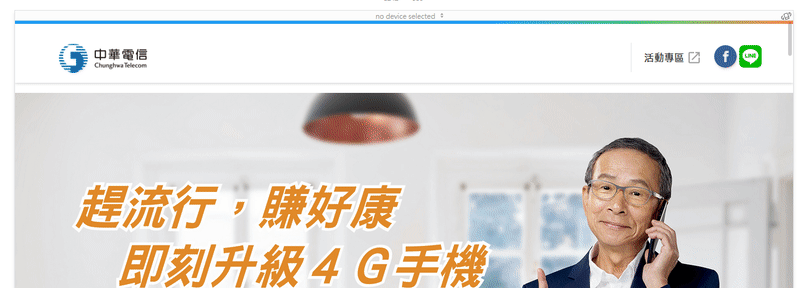 no device selected
中華電信
Chunghwa Telecom
活動專區
f
LINE
趕流行，賺好康
即刻升級４Ｇ手機